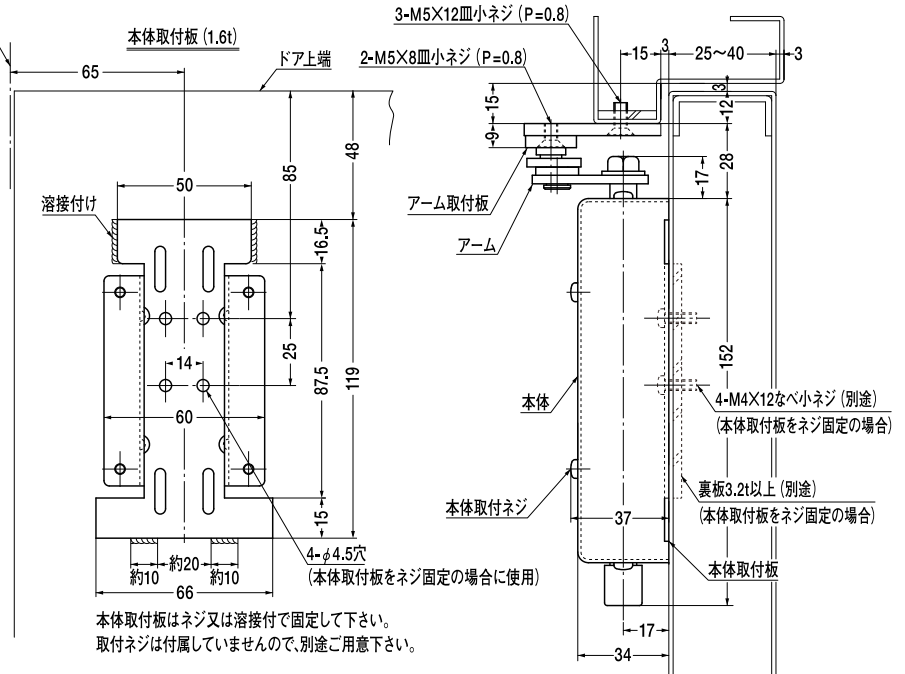 本体取付板 (1.6t)
65
ドア上端
48
85
50
溶接付け
16.5
14
25
87.5
119
60
15
4-φ4.5穴
(本体取付板をネジ固定の場合に使用)
約10
約20
約10
66
本体取付板はネジ又は溶接付で固定して下さい。
取付ネジは付属していませんので、別途ご用意下さい。
3-M5×12皿小ネジ (P=0.8)
2-M5×8皿小ネジ (P=0.8)
15
3
25～40
3
15
9
3
12
28
17
アーム取付板
アーム
152
本体
4-M4×12なべ小ネジ (別途)
(本体取付板をネジ固定の場合)
裏板3.2t以上 (別途)
(本体取付板をネジ固定の場合)
本体取付ネジ
37
本体取付板
17
34